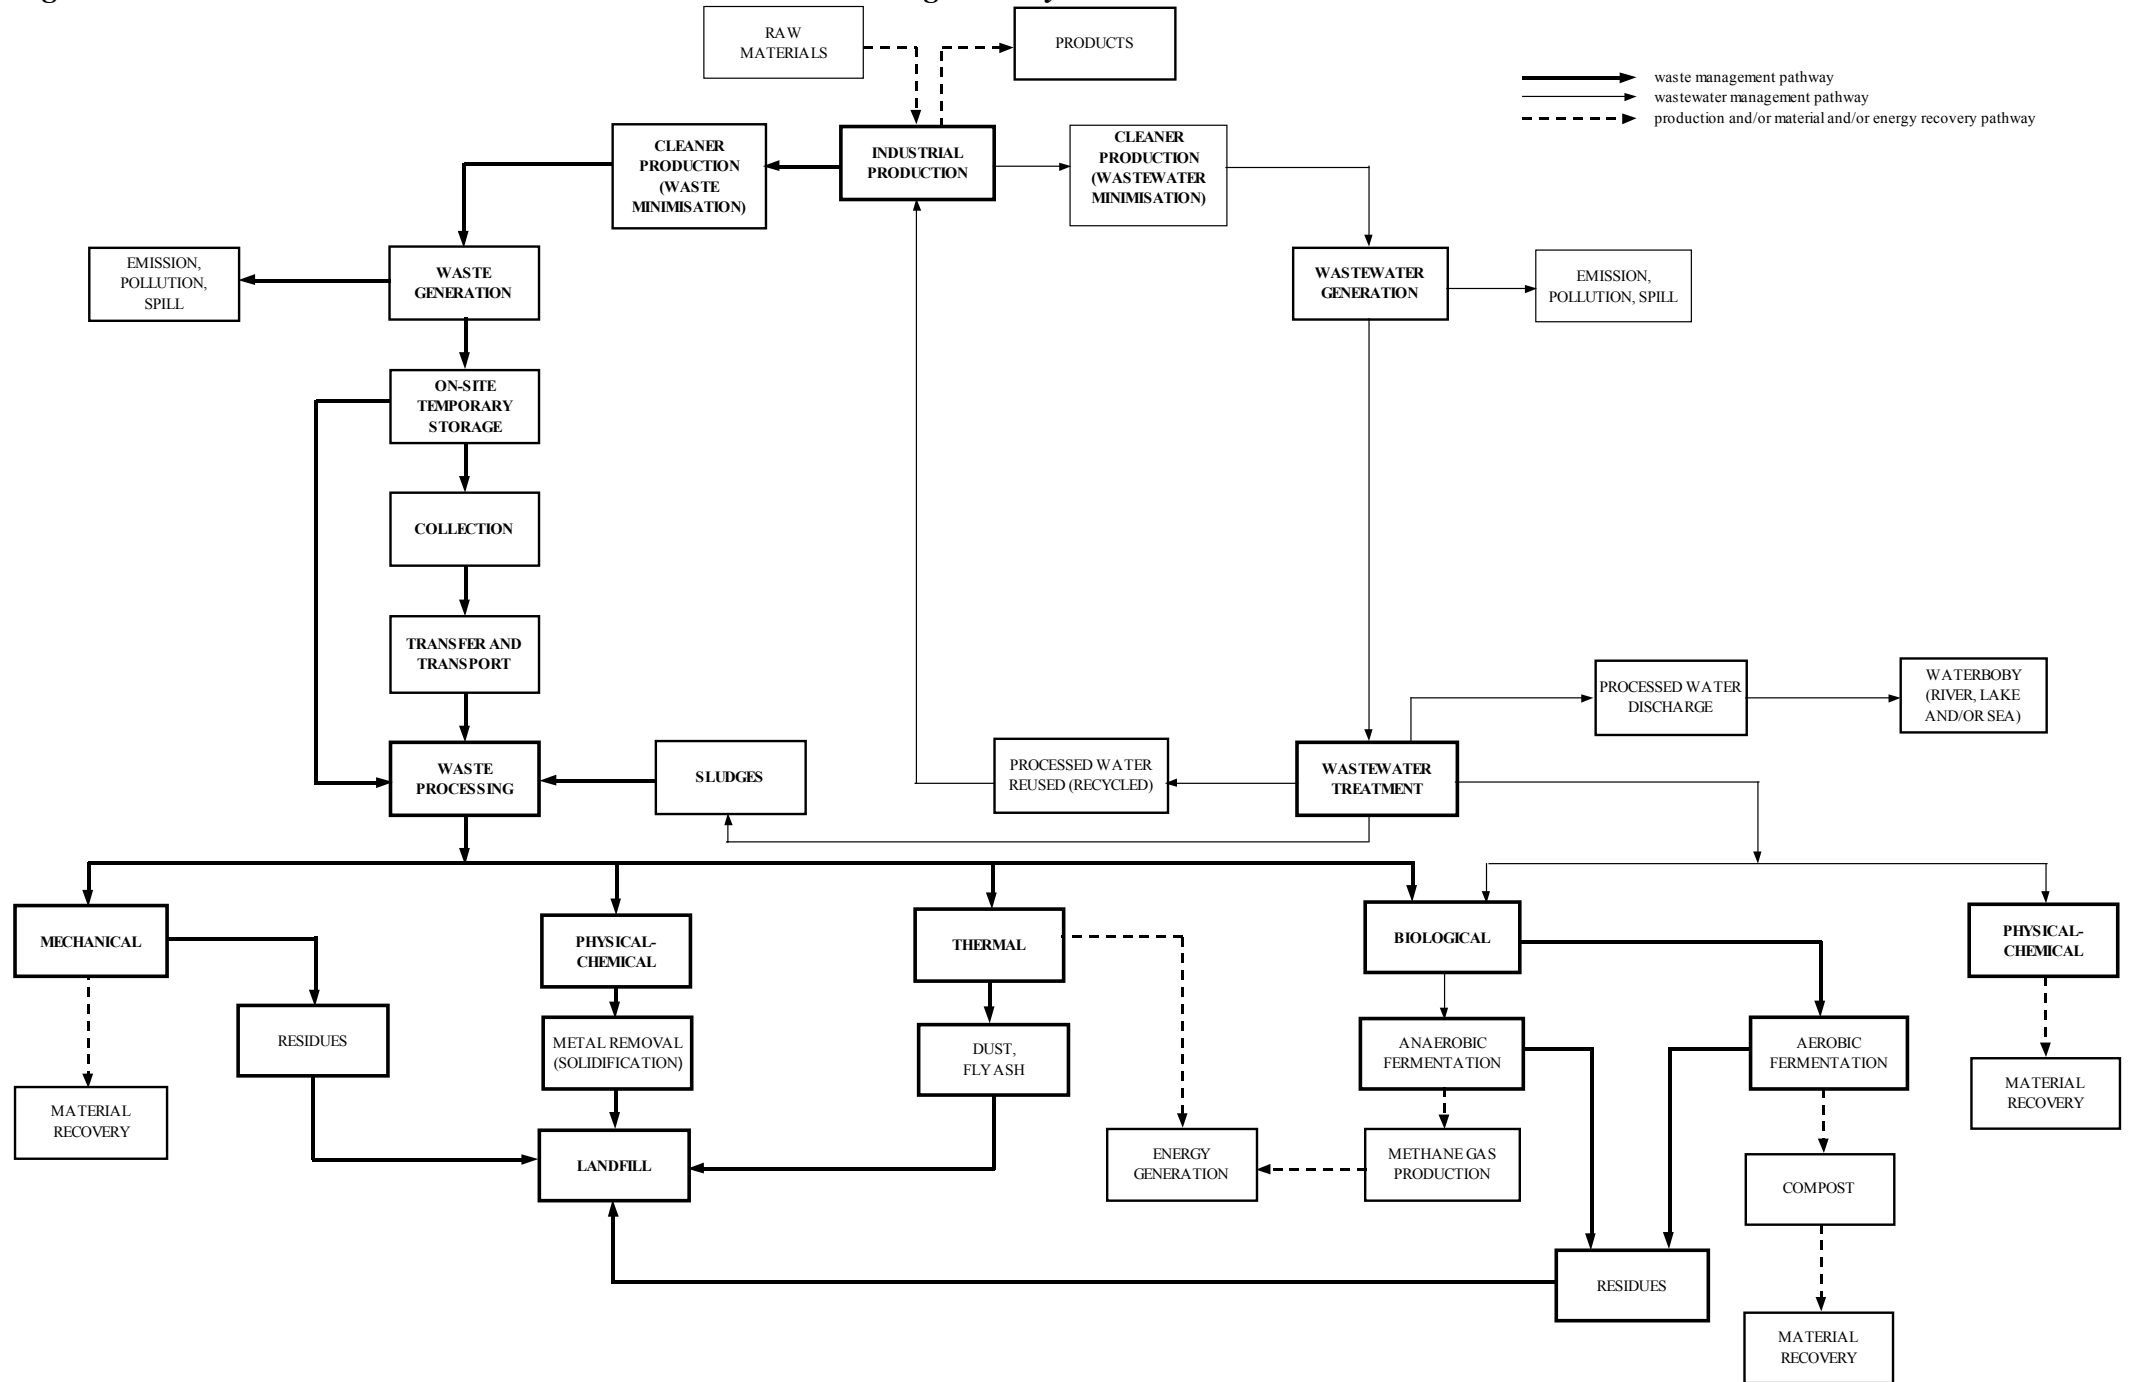 RAW
MATERIALS
PRODUCTS
waste management pathway
wastewater management pathway
production and/or material and/or energy recovery pathway
CLEANER
PRODUCTION
(WASTE
MINIMISATION)
INDUSTRIAL
PRODUCTION
CLEANER
PRODUCTION
(WASTEWATER
MINIMISATION)
EMISSION,
POLLUTION,
SPILL
WASTE
GENERATION
WASTEWATER
GENERATION
EMISSION,
POLLUTION, SPILL
ON-SITE
TEMPORARY
STORAGE
COLLECTION
TRANSFER AND
TRANSPORT
PROCESSED WATER
DISCHARGE
WATERBOBY
(RIVER, LAKE
AND/OR SEA)
WASTE
PROCESSING
SLUDGES
PROCESSED WATER
REUSED (RECYCLED)
WASTEWATER
TREATMENT
MECHANICAL
PHYSICAL-
CHEMICAL
THERMAL
BIOLOGICAL
PHYSICAL-
CHEMICAL
RESIDUES
METAL REMOVAL
(SOLIDIFICATION)
DUST,
FLY ASH
ANAEROBIC
FERMENTATION
AEROBIC
FERMENTATION
MATERIAL
RECOVERY
MATERIAL
RECOVERY
LANDFILL
ENERGY
GENERATION
METHANE GAS
PRODUCTION
COMPOST
RESIDUES
MATERIAL
RECOVERY